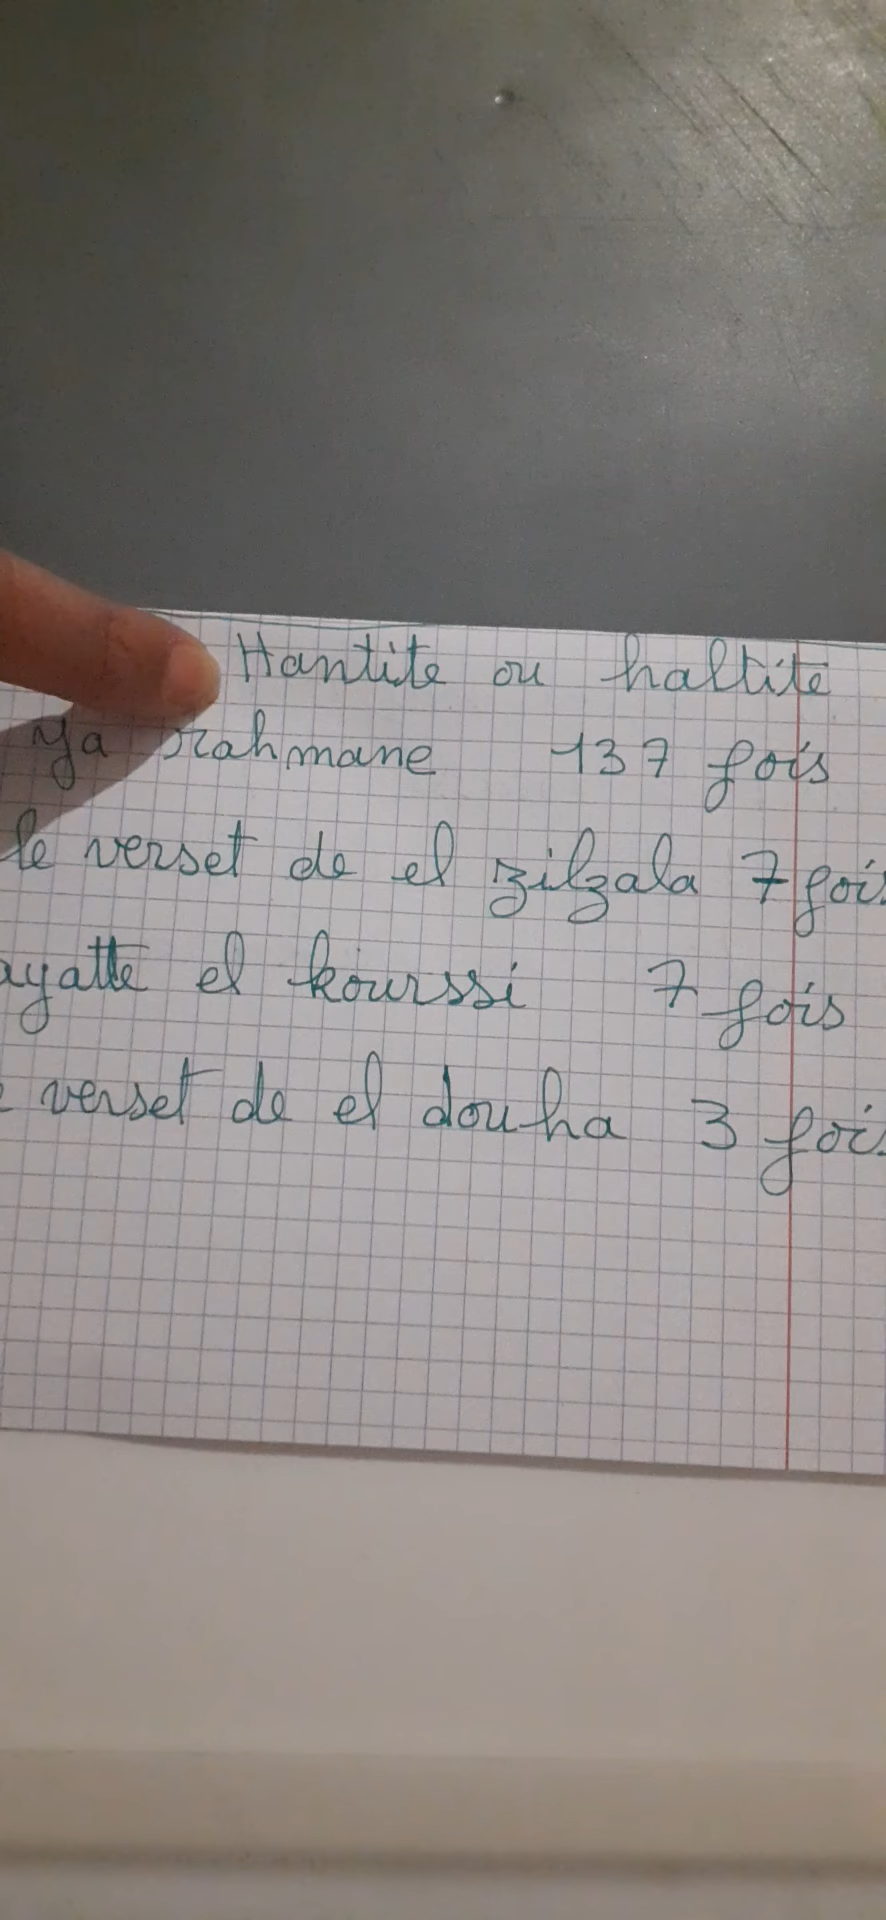 Hantite ou haltite
ya rahmane 137 fois
le verset de el zilzala 7 fois
ayatte el kourssi 7 fois
verset de el douha 3 fois